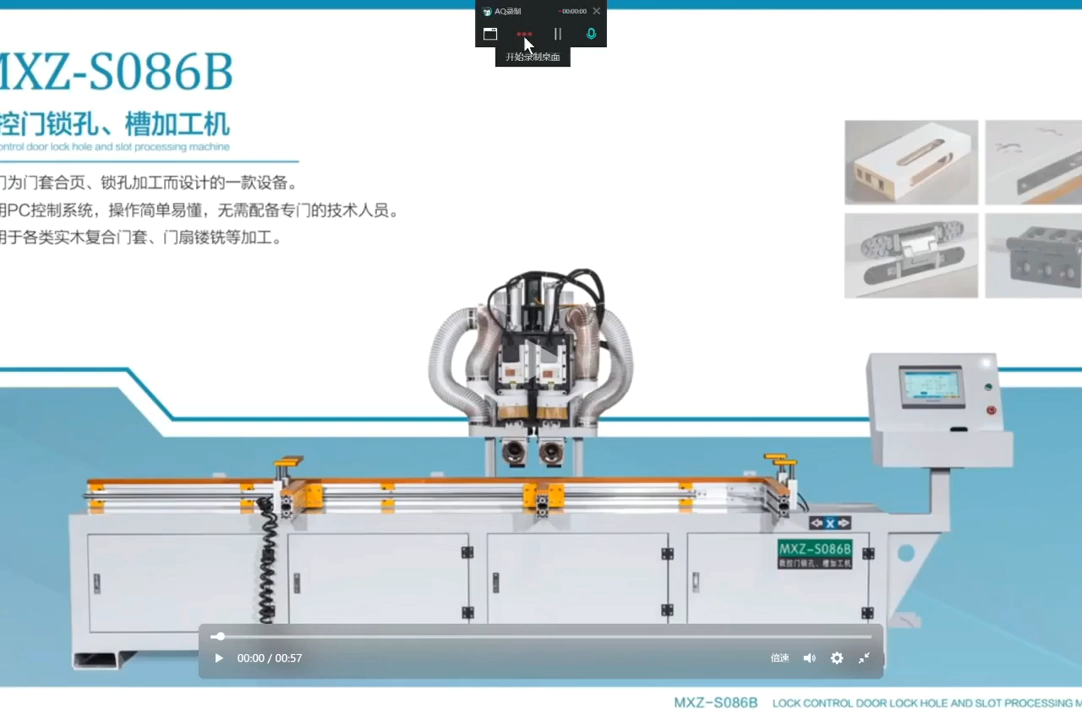 AQ录制
00:00:00
开始录制桌面
MXZ-S086B
控门锁孔、槽加工机
ontrol door lock hole and slot processing machine
门为门套合页、锁孔加工而设计的一款设备。
用PC控制系统，操作简单易懂，无需配备专门的技术人员。
用于各类实木复合门套、门扇镂铣等加工。
X
MXZ-S086B
数控门锁孔、槽加工机
00:00 / 00:57
倍速
MXZ-S086B LOCK CONTROL DOOR LOCK HOLE AND SLOT PROCESSING M